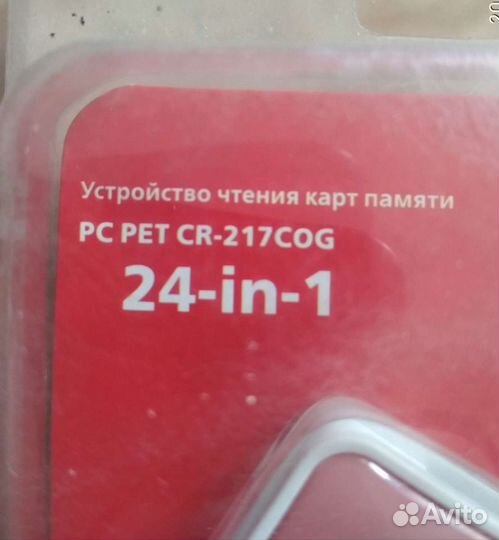 Устройство чтения карт памяти
PC PET CR-217COG
24-in-1
Avito